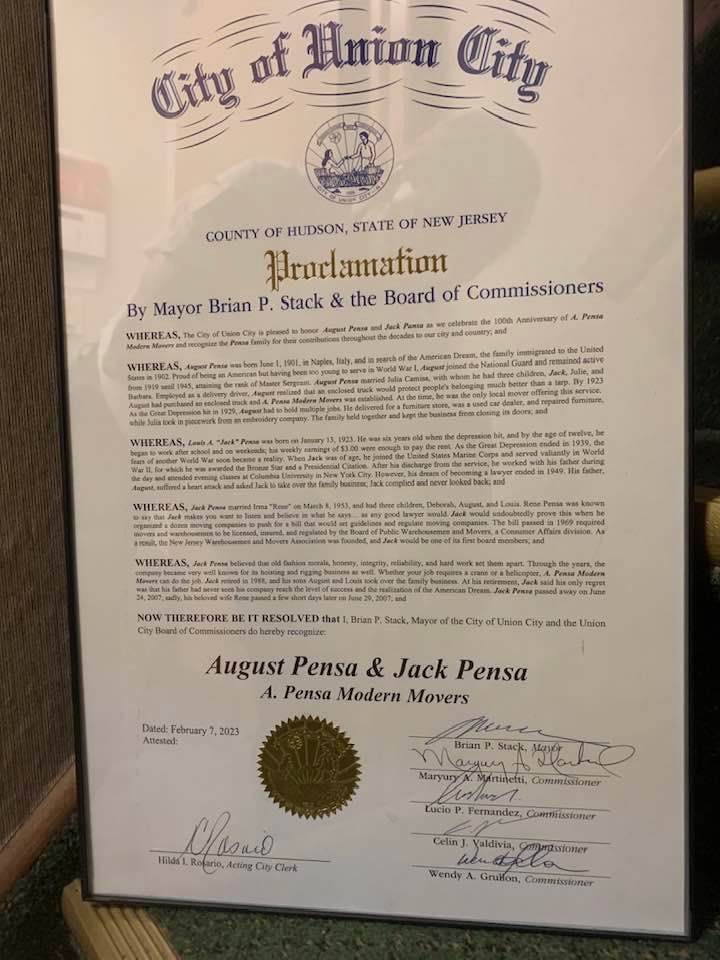 City of Union City
CITY OF UNION CITY, N.J.
COUNTY OF HUDSON, STATE OF NEW JERSEY
Proclamation
By Mayor Brian P. Stack & the Board of Commissioners
WHEREAS, The City of Union City is pleased to honor August Pensa and Jack Pansa as we celebrate the 100th Anniversary of A. Pensa
Modern Movers and recognize the Pensa family for their contributions throughout the decades to our city and country; and
WHEREAS, August Pensa was born June 1, 1901, in Naples, Italy, and in search of the American Dream, the family immigrated to the United
States in 1902. Proud of being an American but having been too young to serve in World War I, August joined the National Guard and remained active
from 1919 until 1945, attaining the rank of Master Sergeant. August Pensa married Julia Camisa, with whom he had three children, Jack, Julie, and
Barbara. Employed as a delivery driver, August realized that an enclosed truck would protect people's belonging much better than a tarp. By 1923
August had purchased an enclosed truck and A. Pensa Modern Movers was established. At the time, he was the only local mover offering this service.
As the Great Depression hit in 1929, August had to hold multiple jobs. He delivered for a furniture store, was a used car dealer, and repaired furniture,
while Julia took in piecework from an embroidery company. The family held together and kept the business from closing its doors; and
WHEREAS, Louis A. "Jack" Pensa was born on January 13, 1923. He was six years old when the depression hit, and by the age of twelve, he
began to work after school and on weekends; his weekly earnings of $3.00 were enough to pay the rent. As the Great Depression ended in 1939, the
fears of another World War soon became a reality. When Jack was of age, he joined the United States Marine Corps and served valiantly in World
War II, for which he was awarded the Bronze Star and a Presidential Citation. After his discharge from the service, he worked with his father during
the day and attended evening classes at Columbia University in New York City. However, his dream of becoming a lawyer ended in 1949. His father,
August, suffered a heart attack and asked Jack to take over the family business; Jack complied and never looked back; and
WHEREAS, Jack Pensa married Irma "Rene" on March 8, 1953, and had three children, Deborah, August, and Louis. Rene Pensa was known
to say that Jack makes you want to listen and believe in what he says... as any good lawyer would. Jack would undoubtedly prove this when he
organized a dozen moving companies to push for a bill that would set guidelines and regulate moving companies. The bill passed in 1969 required
movers and warehousemen to be licensed, insured, and regulated by the Board of Public Warehousemen and Movers, a Consumer Affairs division. As
a result, the New Jersey Warehousemen and Movers Association was founded, and Jack would be one of its first board members; and
WHEREAS, Jack Pensa believed that old fashion morals, honesty, integrity, reliability, and hard work set them apart. Through the years, the
company became very well known for its hoisting and rigging business as well. Whether your job requires a crane or a helicopter, A. Pensa Modern
Movers can do the job. Jack retired in 1988, and his sons August and Louis took over the family business. At his retirement, Jack said his only regret
was that his father had never seen his company reach the level of success and the realization of the American Dream. Jack Pensa passed away on June
24, 2007; sadly, his beloved wife Rene passed a few short days later on June 29, 2007; and
NOW THEREFORE BE IT RESOLVED that I, Brian P. Stack, Mayor of the City of Union City and the Union
City Board of Commissioners do hereby recognize:
August Pensa & Jack Pensa
A. Pensa Modern Movers
Dated: February 7, 2023
Attested:
Brian P. Stack, Mayor
Maryury A. Martinetti, Commissioner
Lucio P. Fernandez, Commissioner
Celin J. Valdivia, Commissioner
Hilda I. Rosario, Acting City Clerk
Wendy A. Grullon, Commissioner